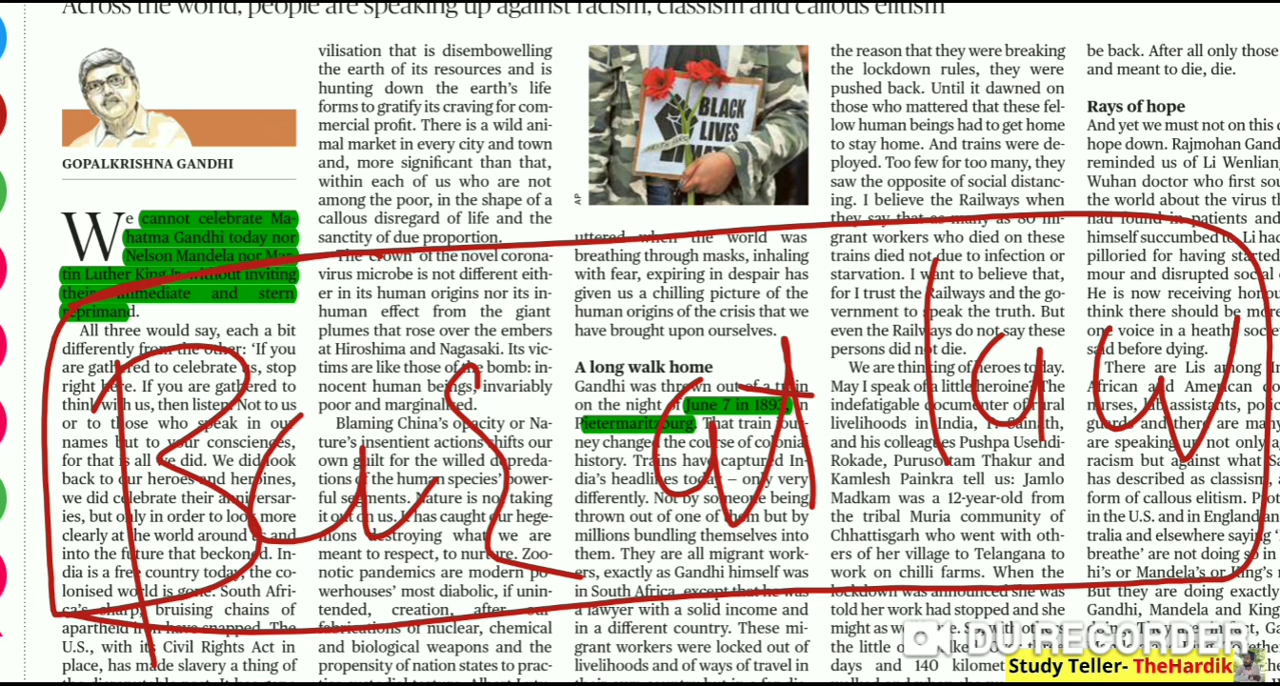 Across the world, people are speaking up against racism, classism and callous elitism
GOPALKRISHNA GANDHI
We cannot celebrate Ma-
hatma Gandhi today nor
Nelson Mandela nor Mar-
tin Luther King Jr. without inviting
their immediate and stern
reprimand.
All three would say, each a bit
differently from the other: ‘If you
are gathered to celebrate us, stop
right here. If you are gathered to
think with us, then listen. Not to us
or to those who speak in our
names but to your consciences,
for that is all we did. We did look
back to our heroes and heroines,
we did celebrate their anniversar-
ies, but only in order to look more
clearly at the world around us and
into the future that beckoned. In-
dia is a free country today, the co-
lonised world is gone. South Afri-
ca’s sharp, bruising chains of
apartheid have snapped. The
U.S., with its Civil Rights Act in
place, has made slavery a thing of
vilisation that is disembowelling
the earth of its resources and is
hunting down the earth’s life
forms to gratify its craving for com-
mercial profit. There is a wild ani-
mal market in every city and town
and, more significant than that,
within each of us who are not
among the poor, in the shape of a
callous disregard of life and the
sanctity of due proportion.
The ‘crown’ of the novel corona-
virus microbe is not different eith-
er in its human origins nor its in-
human effect from the giant
plumes that rose over the embers
at Hiroshima and Nagasaki. Its vic-
tims are like those of the bomb: in-
nocent human beings, invariably
poor and marginalised.
Blaming China’s opacity or Na-
ture’s insentient actions shifts our
own guilt for the willed depreda-
tions of the human species’ power-
ful segments. Nature is not taking
it out on us. It has caught our hege-
mons destroying what we are
meant to respect, to nurture. Zoo-
notic pandemics are modern po-
werhouses’ most diabolic, if unin-
tended, creation, after our
fabrications of nuclear, chemical
and biological weapons and the
propensity of nation states to prac-
BLACK
LIVES
AP
uttered when the world was
breathing through masks, inhaling
with fear, expiring in despair has
given us a chilling picture of the
human origins of the crisis that we
have brought upon ourselves.
A long walk home
Gandhi was thrown out of a train
on the night of June 7 in 1893, in
Pietermaritzburg. That train jour-
ney changed the course of colonial
history. Trains have captured In-
dia’s headlines today – only very
differently. Not by someone being
thrown out of one of them but by
millions bundling themselves into
them. They are all migrant work-
ers, exactly as Gandhi himself was
in South Africa, except that he was
a lawyer with a solid income and
in a different country. These mi-
grant workers were locked out of
livelihoods and of ways of travel in
the reason that they were breaking
the lockdown rules, they were
pushed back. Until it dawned on
those who mattered that these fel-
low human beings had to get home
to stay home. And trains were de-
ployed. Too few for too many, they
saw the opposite of social distanc-
ing. I believe the Railways when
they say that as many as 80 mi-
grant workers who died on these
trains died not due to infection or
starvation. I want to believe that,
for I trust the Railways and the go-
vernment to speak the truth. But
even the Railways do not say these
persons did not die.
We are thinking of heroes today.
May I speak of a little heroine? The
indefatigable documenter of rural
livelihoods in India, P. Sainath,
and his colleagues Pushpa Usendi-
Rokade, Purusottam Thakur and
Kamlesh Painkra tell us: Jamlo
Madkam was a 12-year-old from
the tribal Muria community of
Chhattisgarh who went with oth-
ers of her village to Telangana to
work on chilli farms. When the
lockdown was announced she was
told her work had stopped and she
might as well
the little
days and 140
be back. After all only those
and meant to die, die.
Rays of hope
And yet we must not on this
hope down. Rajmohan Gand
reminded us of Li Wenlian
Wuhan doctor who first
the world about the virus
had found in patients and
himself succumbed to. Li had
pilloried for having started
mour and disrupted social
He is now receiving
think there should be more
one voice in a heathy
said before dying.
There are Lis among
African and American
nurses, lab assistants,
guards and there are many
are speaking not only
racism but against what
has described as classism,
form of callous elitism.
in the U.S. and in England
tralia and elsewhere saying
breathe’ are not doing so in
hi’s or Mandela’s or King’s
But they are doing exactly
Gandhi, Mandela and King
DU RECORDER
Study Teller- TheHardik